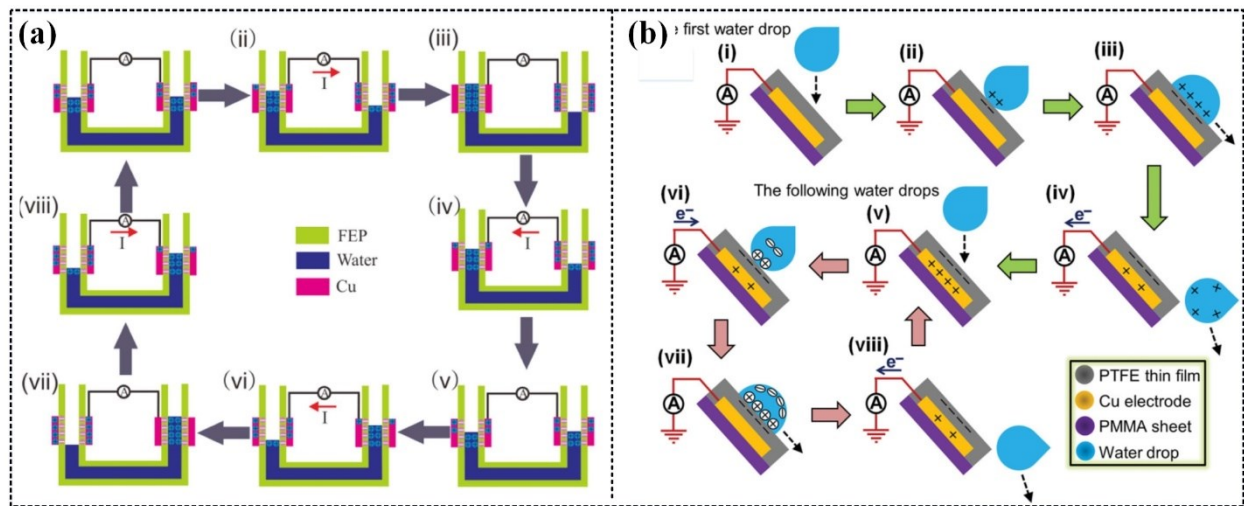 (a)
(ii)
(iii)
A
A
I
A
(viii)
A
I
FEP
Water
Cu
(iv)
A
I
(vii)
A
(vi)
A
I
(v)
A
(b)
e first water drop
(i)
A
(ii)
A
(iii)
A
The following water drops
(vi)
e⁻
A
(v)
A
(iv)
e⁻
A
(vii)
A
(viii)
e⁻
A
PTFE thin film
Cu electrode
PMMA sheet
Water drop